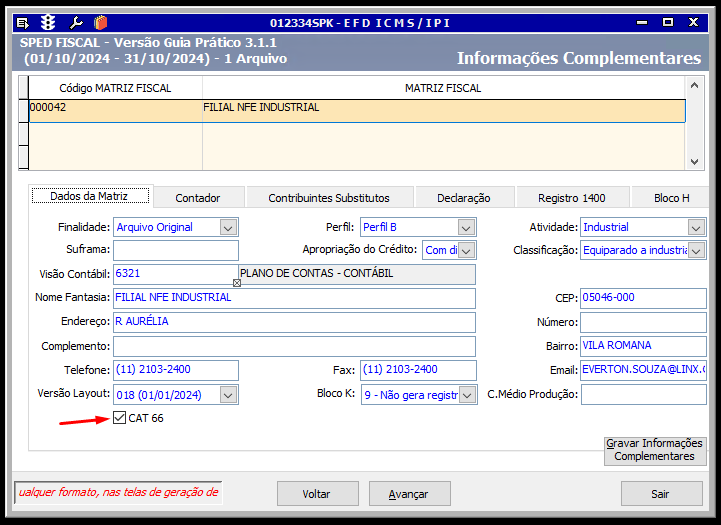 012334SPK - E F D I C M S / I P I
SPED FISCAL - Versão Guia Prático 3.1.1
(01/10/2024 - 31/10/2024) - 1 Arquivo
Informações Complementares
Código MATRIZ FISCAL MATRIZ FISCAL
000042 FILIAL NFE INDUSTRIAL
Dados da Matriz Contador Contribuintes Substitutos Declaração Registro 1400 Bloco H
Finalidade: Arquivo Original Perfil: Perfil B Atividade: Industrial
Suframa: Apropriação do Crédito: Com di Classificação: Equiparado a industria
Visão Contábil: 6321 PLANO DE CONTAS - CONTÁBIL
Nome Fantasia: FILIAL NFE INDUSTRIAL CEP: 05046-000
Endereço: R AURÉLIA Número:
Complemento: Bairro: VILA ROMANA
Telefone: (11) 2103-2400 Fax: (11) 2103-2400 Email: EVERTON.SOUZA@LINX.C
Versão Layout: 018 (01/01/2024) Bloco K: 9 - Não gera registr C.Médio Produção:
CAT 66
Gravar Informações
Complementares
ualquer formato, nas telas de geração de
Voltar Avançar Sair